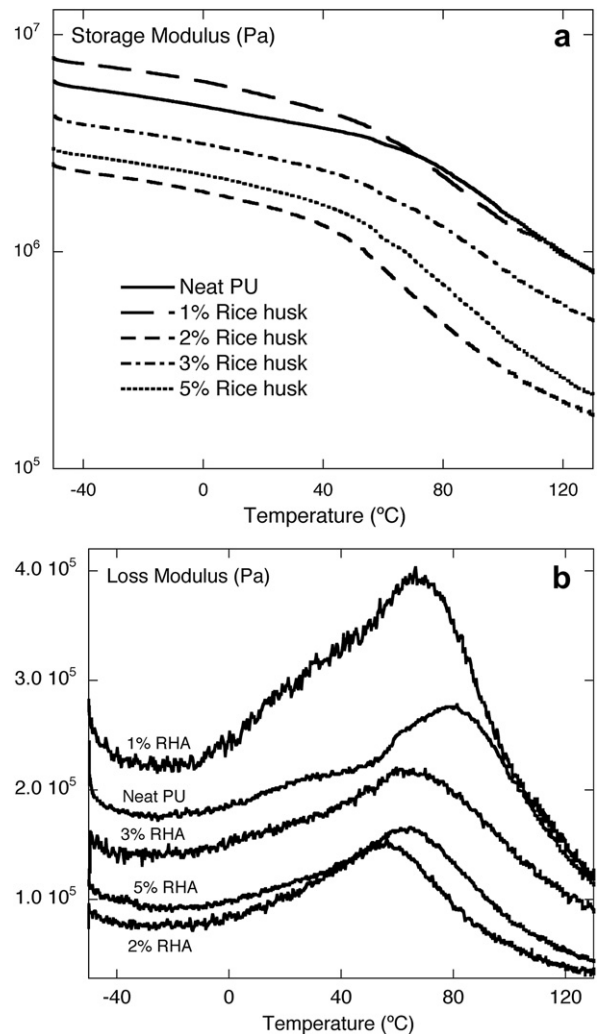 Storage Modulus (Pa)
a
10⁷
10⁶
10⁵
Neat PU
1% Rice husk
2% Rice husk
3% Rice husk
5% Rice husk
-40 0 40 80 120
Temperature (ºC)
Loss Modulus (Pa)
b
4.0 10⁵
3.0 10⁵
2.0 10⁵
1.0 10⁵
1% RHA
Neat PU
3% RHA
5% RHA
2% RHA
-40 0 40 80 120
Temperature (ºC)